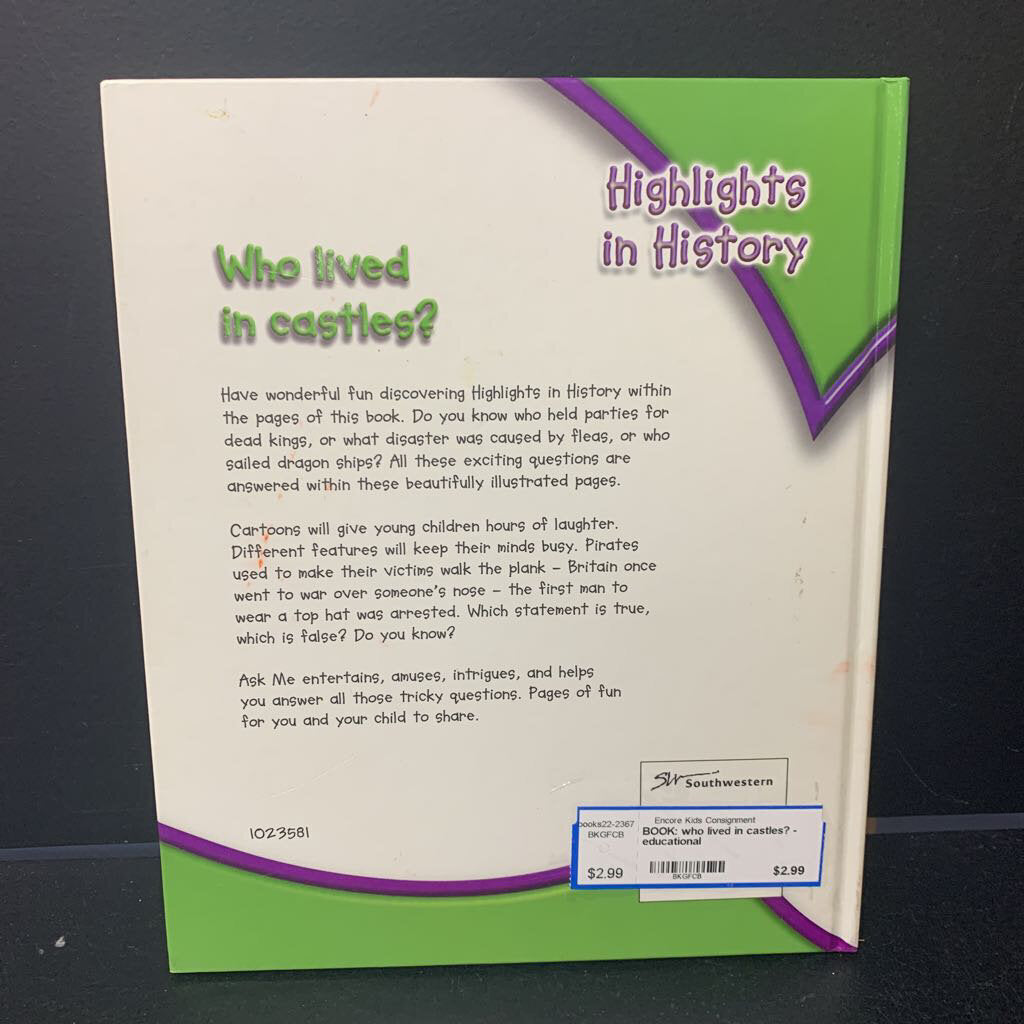 Highlights
in History
Who lived
in castles?
Have wonderful fun discovering Highlights in History within
the pages of this book. Do you know who held parties for
dead kings, or what disaster was caused by fleas, or who
sailed dragon ships? All these exciting questions are
answered within these beautifully illustrated pages.
Cartoons will give young children hours of laughter.
Different features will keep their minds busy. Pirates
used to make their victims walk the plank – Britain once
went to war over someone's nose – the first man to
wear a top hat was arrested. Which statement is true,
which is false? Do you know?
Ask Me entertains, amuses, intrigues, and helps
you answer all those tricky questions. Pages of fun
for you and your child to share.
1023581
SW Southwestern
books22-2367
BKGFCB
$2.99
Encore Kids Consignment
BOOK: who lived in castles? -
educational
BKGFCB
$2.99